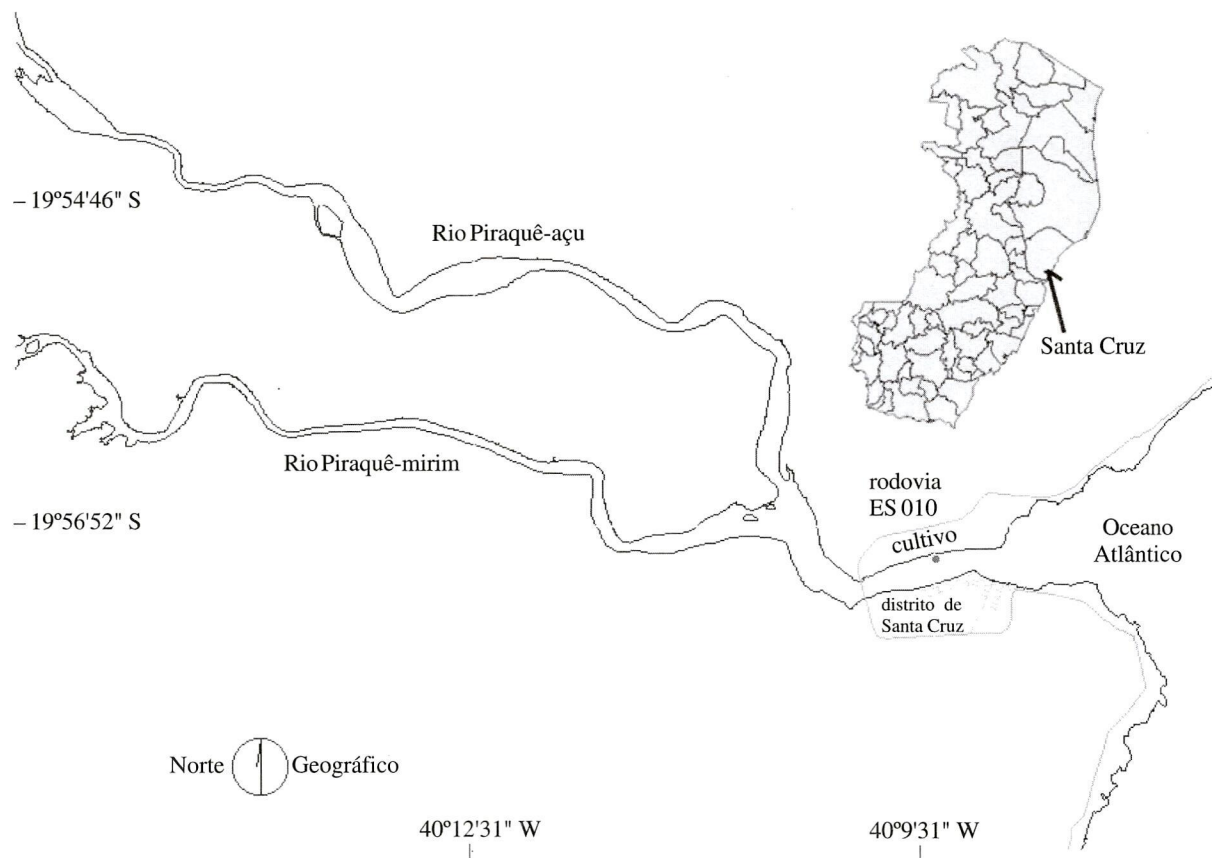 – 19º54'46" S
Rio Piraquê-açu
Santa Cruz
Rio Piraquê-mirim
rodovia
ES 010
– 19º56'52" S
cultivo
Oceano
Atlântico
distrito de
Santa Cruz
Norte Geográfico
40º12'31" W
40º9'31" W